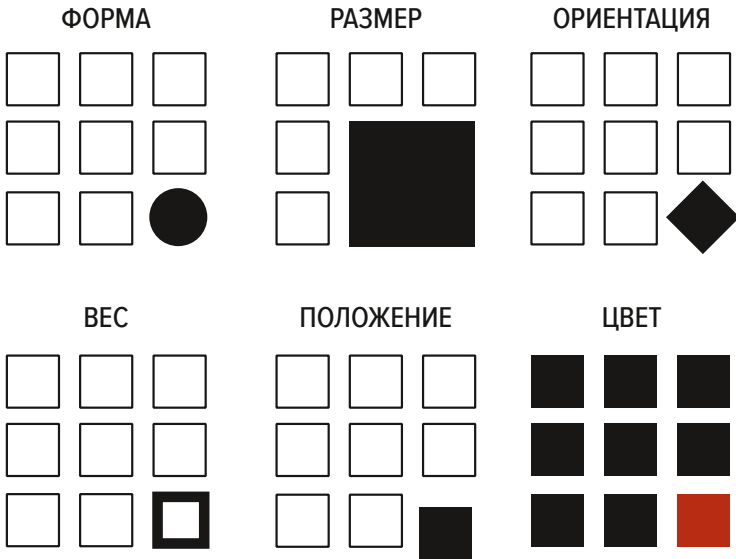 ФОРМА
РАЗМЕР
ОРИЕНТАЦИЯ
ВЕС
ПОЛОЖЕНИЕ
ЦВЕТ